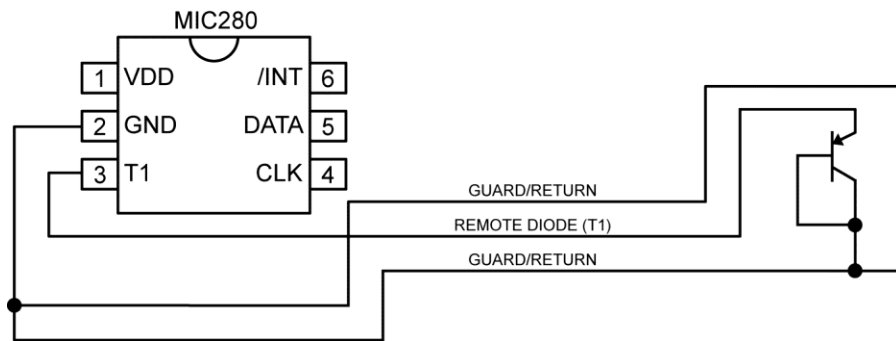 MIC280
1 VDD /INT 6
2 GND DATA 5
3 T1 CLK 4
GUARD/RETURN
REMOTE DIODE (T1)
GUARD/RETURN